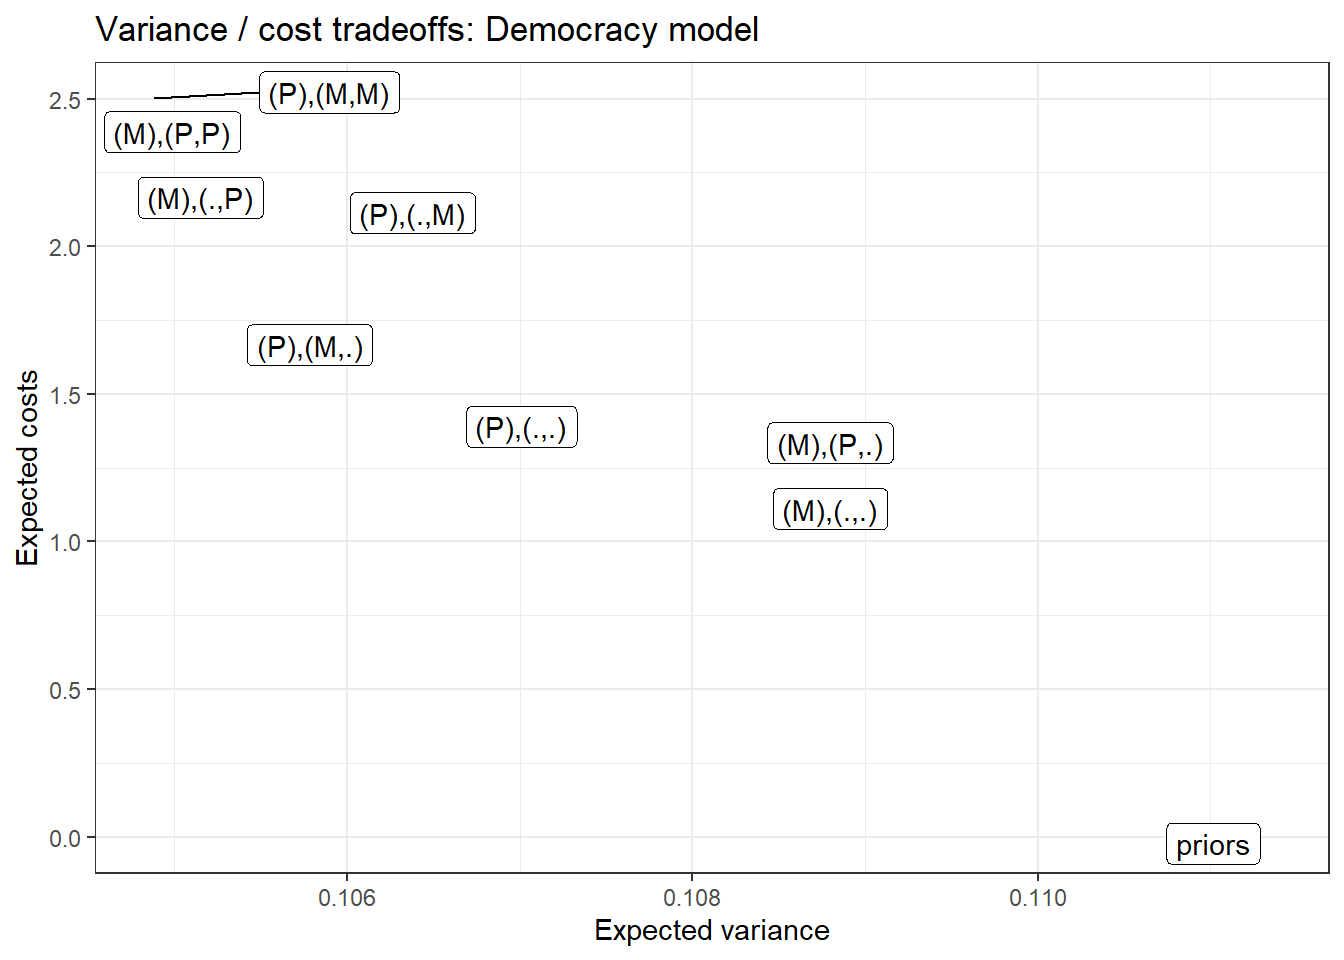 Variance / cost tradeoffs: Democracy model
2.5
2.0
1.5
1.0
0.5
0.0
Expected costs
(P),(M,M)
(M),(P,P)
(M),(.,P)
(P),(.,M)
(P),(M,.)
(P),(.,.)
(M),(P,.)
(M),(.,.)
priors
0.106
0.108
0.110
Expected variance